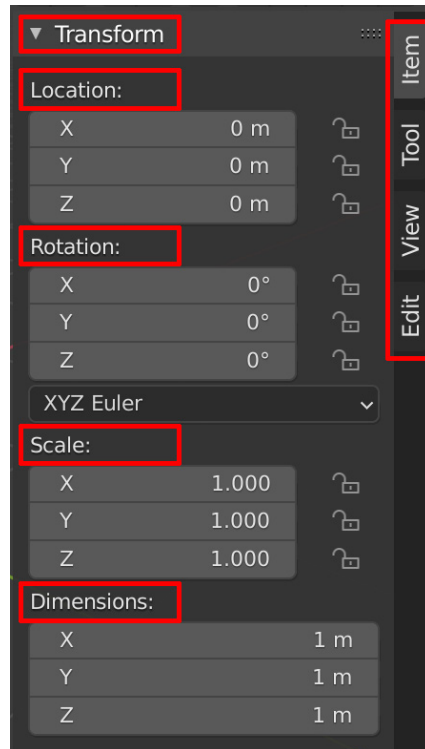 Transform
Location:
X 0 m
Y 0 m
Z 0 m
Rotation:
X 0°
Y 0°
Z 0°
XYZ Euler
Scale:
X 1.000
Y 1.000
Z 1.000
Dimensions:
X 1 m
Y 1 m
Z 1 m
Item
Tool
View
Edit